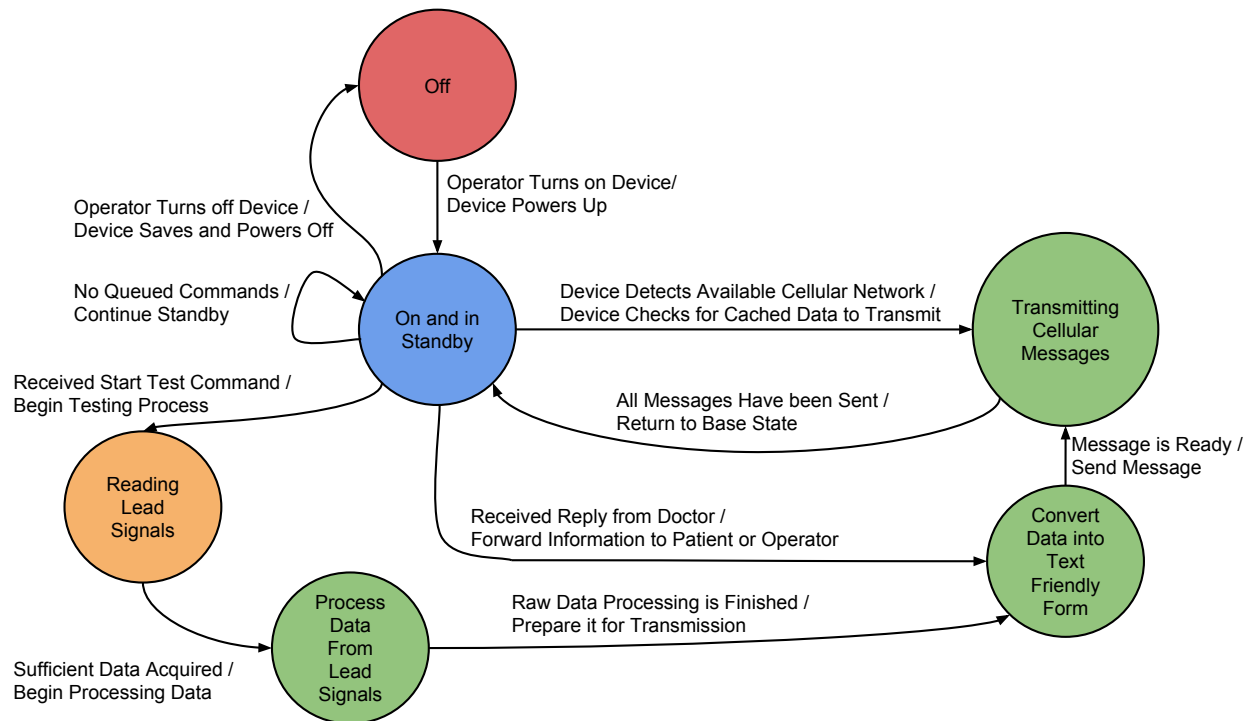 Off
Operator Turns on Device/
Device Powers Up
Operator Turns off Device /
Device Saves and Powers Off
No Queued Commands /
Continue Standby
On and in
Standby
Device Detects Available Cellular Network /
Device Checks for Cached Data to Transmit
Transmitting
Cellular
Messages
Received Start Test Command /
Begin Testing Process
All Messages Have been Sent /
Return to Base State
Message is Ready /
Send Message
Reading
Lead
Signals
Received Reply from Doctor /
Forward Information to Patient or Operator
Convert
Data into
Text
Friendly
Form
Process
Data
From
Lead
Signals
Raw Data Processing is Finished /
Prepare it for Transmission
Sufficient Data Acquired /
Begin Processing Data